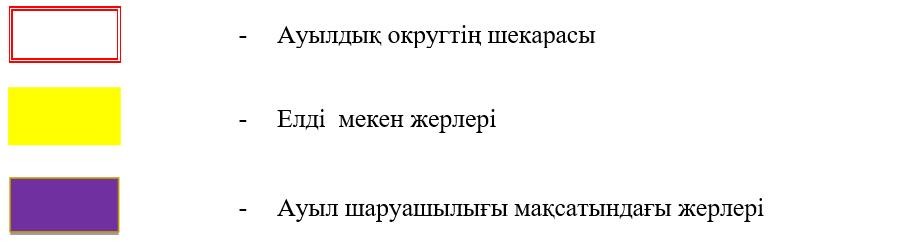 - Ауылдық округтің шекарасы
- Елді мекен жерлері
- Ауыл шаруашылығы мақсатындағы жерлері